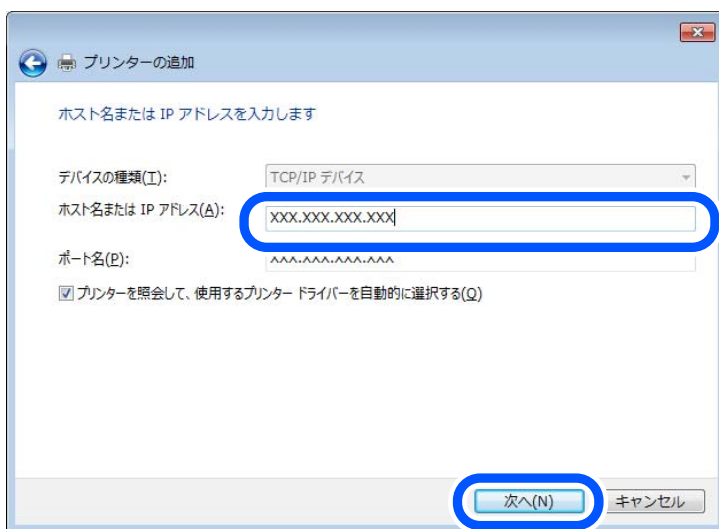 プリンターの追加
ホスト名または IP アドレスを入力します
デバイスの種類(T): TCP/IP デバイス
ホスト名または IP アドレス(A): XXX.XXX.XXX.XXX
ポート名(P): XXX.XXX.XXX.XXX
プリンターを照会して、使用するプリンター ドライバーを自動的に選択する(Q)
次へ(N) キャンセル